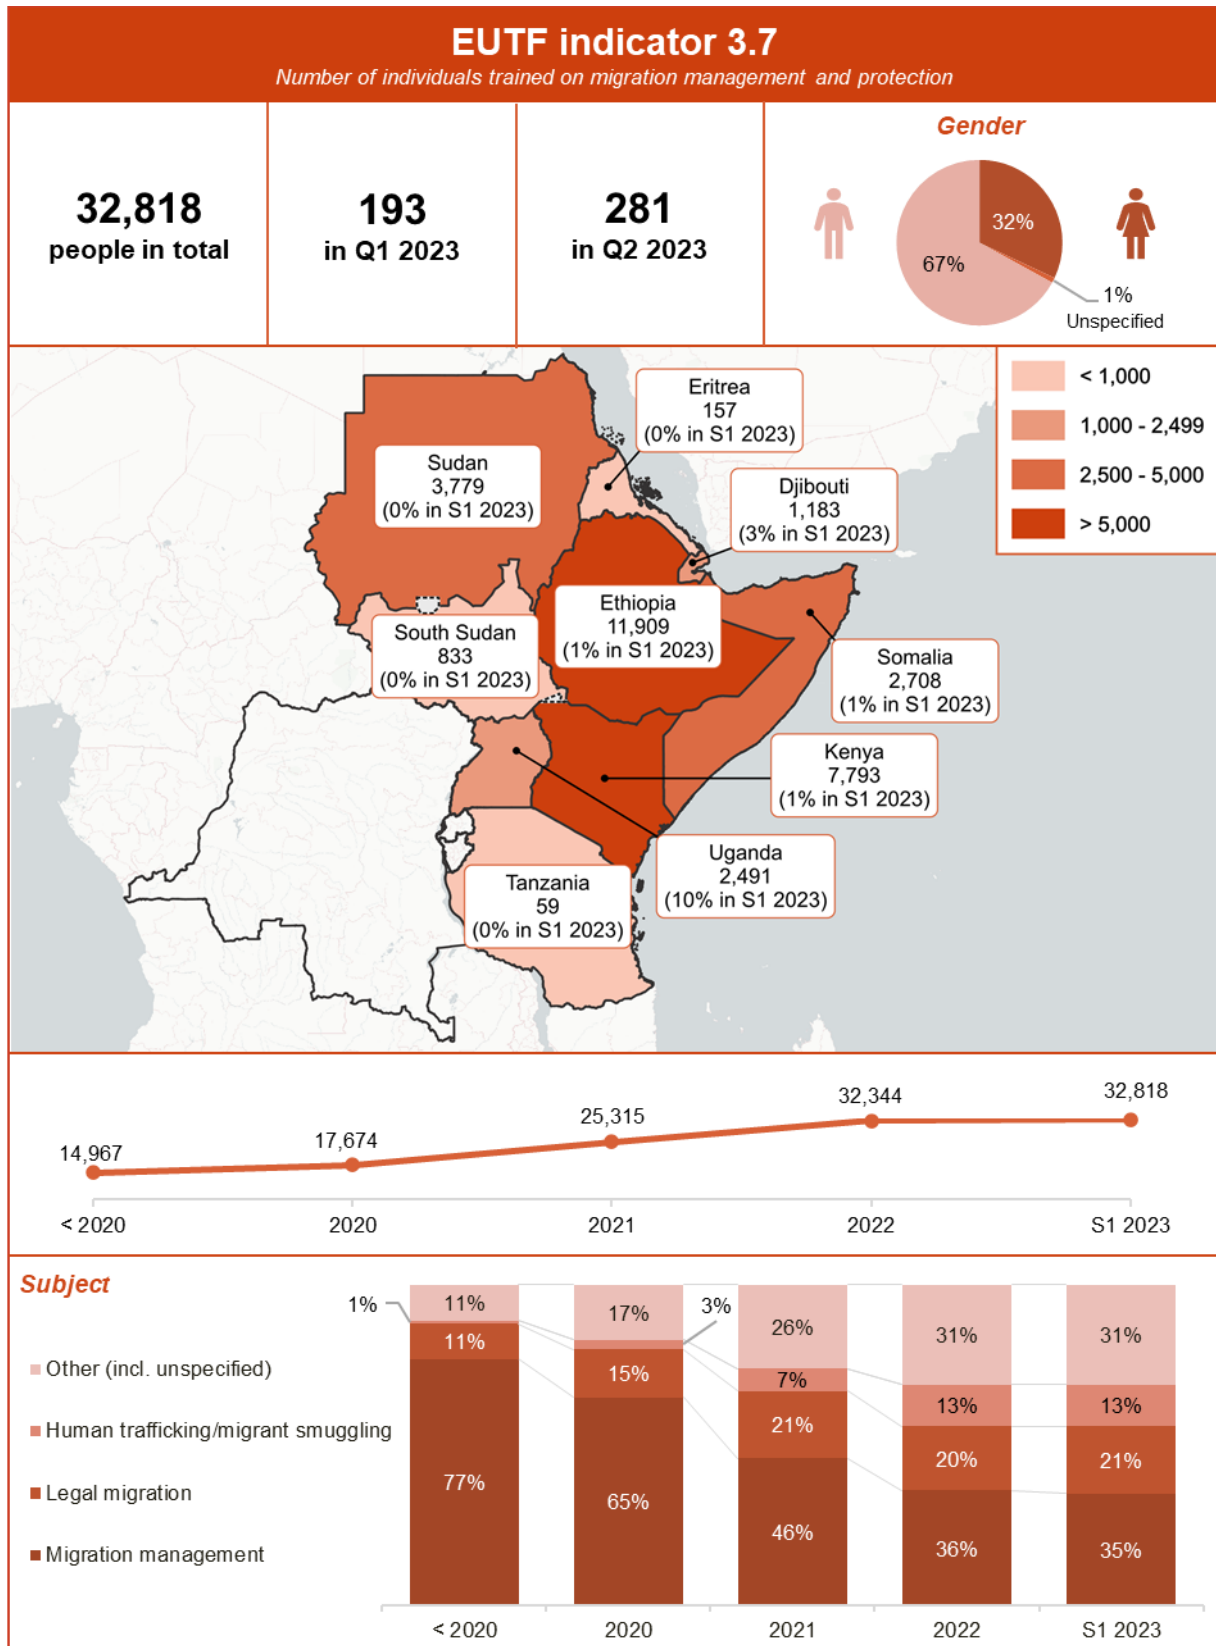 EUTF indicator 3.7
Number of individuals trained on migration management and protection
32,818
people in total
193
in Q1 2023
281
in Q2 2023
Gender
32%
67%
1%
Unspecified
< 1,000
1,000 - 2,499
2,500 - 5,000
> 5,000
Eritrea
157
(0% in S1 2023)
Sudan
3,779
(0% in S1 2023)
Djibouti
1,183
(3% in S1 2023)
Ethiopia
11,909
(1% in S1 2023)
South Sudan
833
(0% in S1 2023)
Somalia
2,708
(1% in S1 2023)
Kenya
7,793
(1% in S1 2023)
Uganda
2,491
(10% in S1 2023)
Tanzania
59
(0% in S1 2023)
14,967
17,674
25,315
32,344
32,818
< 2020
2020
2021
2022
S1 2023
Subject
Other (incl. unspecified)
Human trafficking/migrant smuggling
Legal migration
Migration management
11%
1%
11%
77%
17%
3%
15%
65%
26%
7%
21%
46%
31%
13%
20%
36%
31%
13%
21%
35%
< 2020
2020
2021
2022
S1 2023